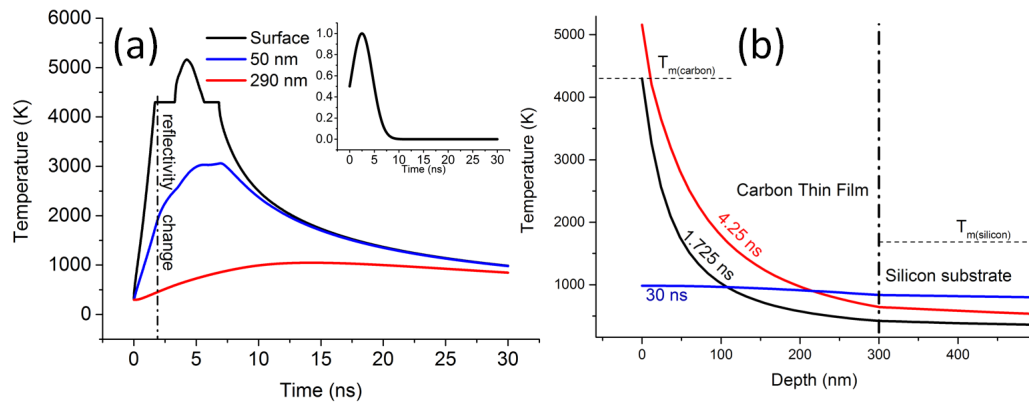 (a)
Surface
50 nm
290 nm
reflectivity change
Temperature (K)
6000
5000
4000
3000
2000
1000
0
0 5 10 15 20 25 30
Time (ns)
1.0
0.8
0.6
0.4
0.2
0.0
0 5 10 15 20 25 30
Time (ns)
(b)
Tm(carbon)
Carbon Thin Film
4.25 ns
1.725 ns
30 ns
Tm(silicon)
Silicon substrate
Temperature (K)
5000
4000
3000
2000
1000
0 100 200 300 400
Depth (nm)